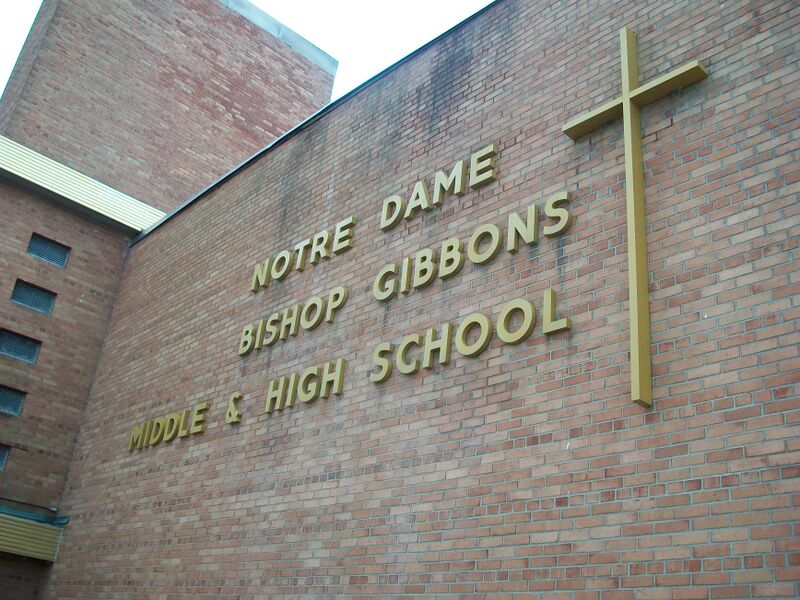 NOTRE DAME
BISHOP GIBBONS
MIDDLE & HIGH SCHOOL